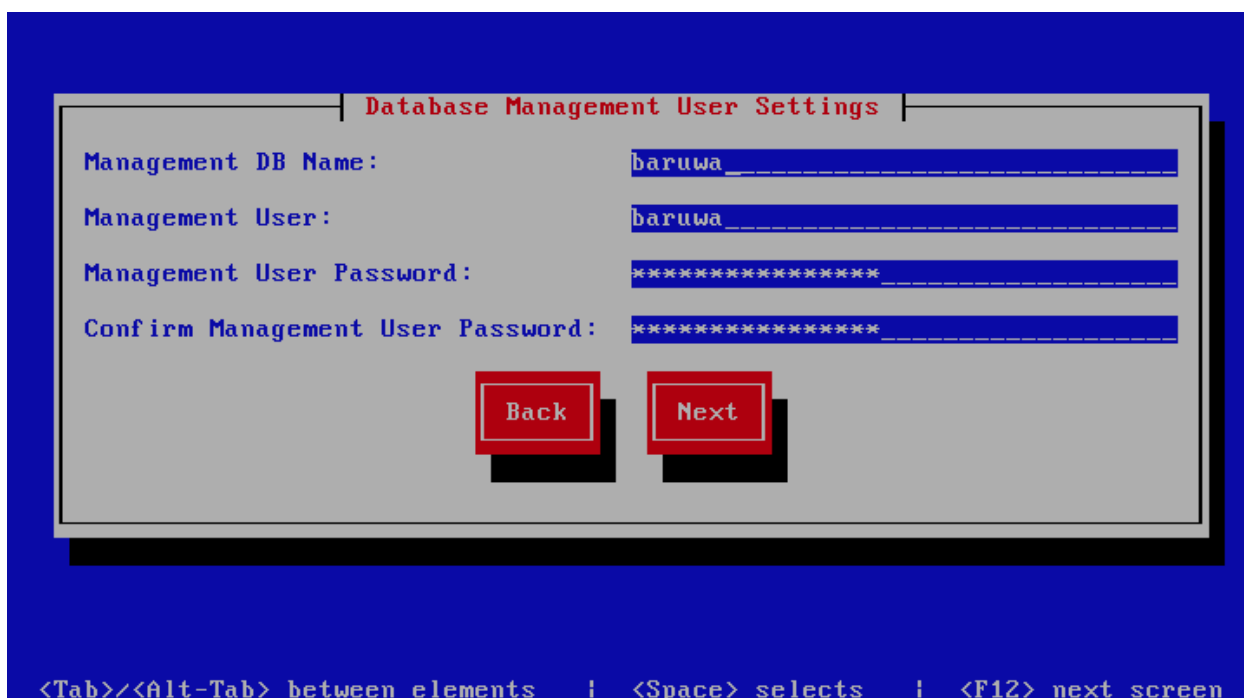 Database Management User Settings
Management DB Name: baruwa
Management User: baruwa
Management User Password: ****************
Confirm Management User Password: ****************
Back Next
<Tab>/<Alt-Tab> between elements | <Space> selects | <F12> next screen